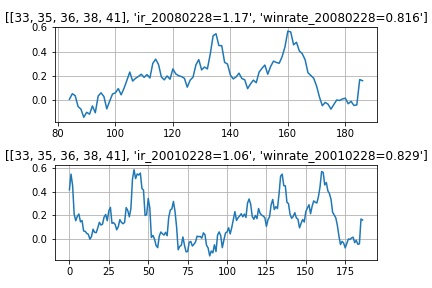 [[33, 35, 36, 38, 41], 'ir_20080228=1.17', 'winrate_20080228=0.816']
0.6
0.4
0.2
0.0
80 100 120 140 160 180
[[33, 35, 36, 38, 41], 'ir_20010228=1.06', 'winrate_20010228=0.829']
0.6
0.4
0.2
0.0
0 25 50 75 100 125 150 175